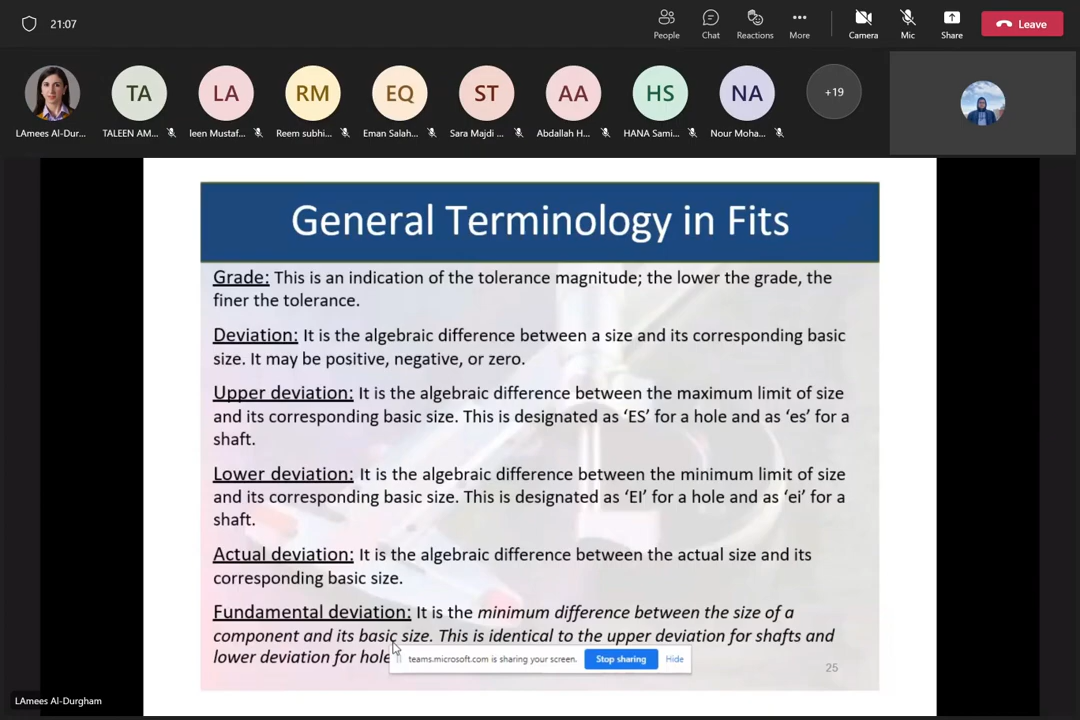 21:07
People
Chat
Reactions
More
Camera
Mic
Share
Leave
TA
LA
RM
EQ
ST
AA
HS
NA
+19
LAmees Al-Dur...
TALEEN AM...
leen Mustaf...
Reem subhi...
Eman Salah...
Sara Majdi ...
Abdallah H...
HANA Sami...
Nour Moha...
General Terminology in Fits
Grade: This is an indication of the tolerance magnitude; the lower the grade, the
finer the tolerance.
Deviation: It is the algebraic difference between a size and its corresponding basic
size. It may be positive, negative, or zero.
Upper deviation: It is the algebraic difference between the maximum limit of size
and its corresponding basic size. This is designated as ‘ES’ for a hole and as ‘es’ for a
shaft.
Lower deviation: It is the algebraic difference between the minimum limit of size
and its corresponding basic size. This is designated as ‘EI’ for a hole and as ‘ei’ for a
shaft.
Actual deviation: It is the algebraic difference between the actual size and its
corresponding basic size.
Fundamental deviation: It is the minimum difference between the size of a
component and its basic size. This is identical to the upper deviation for shafts and
lower deviation for hole
teams.microsoft.com is sharing your screen.
Stop sharing
Hide
25
LAmees Al-Durgham